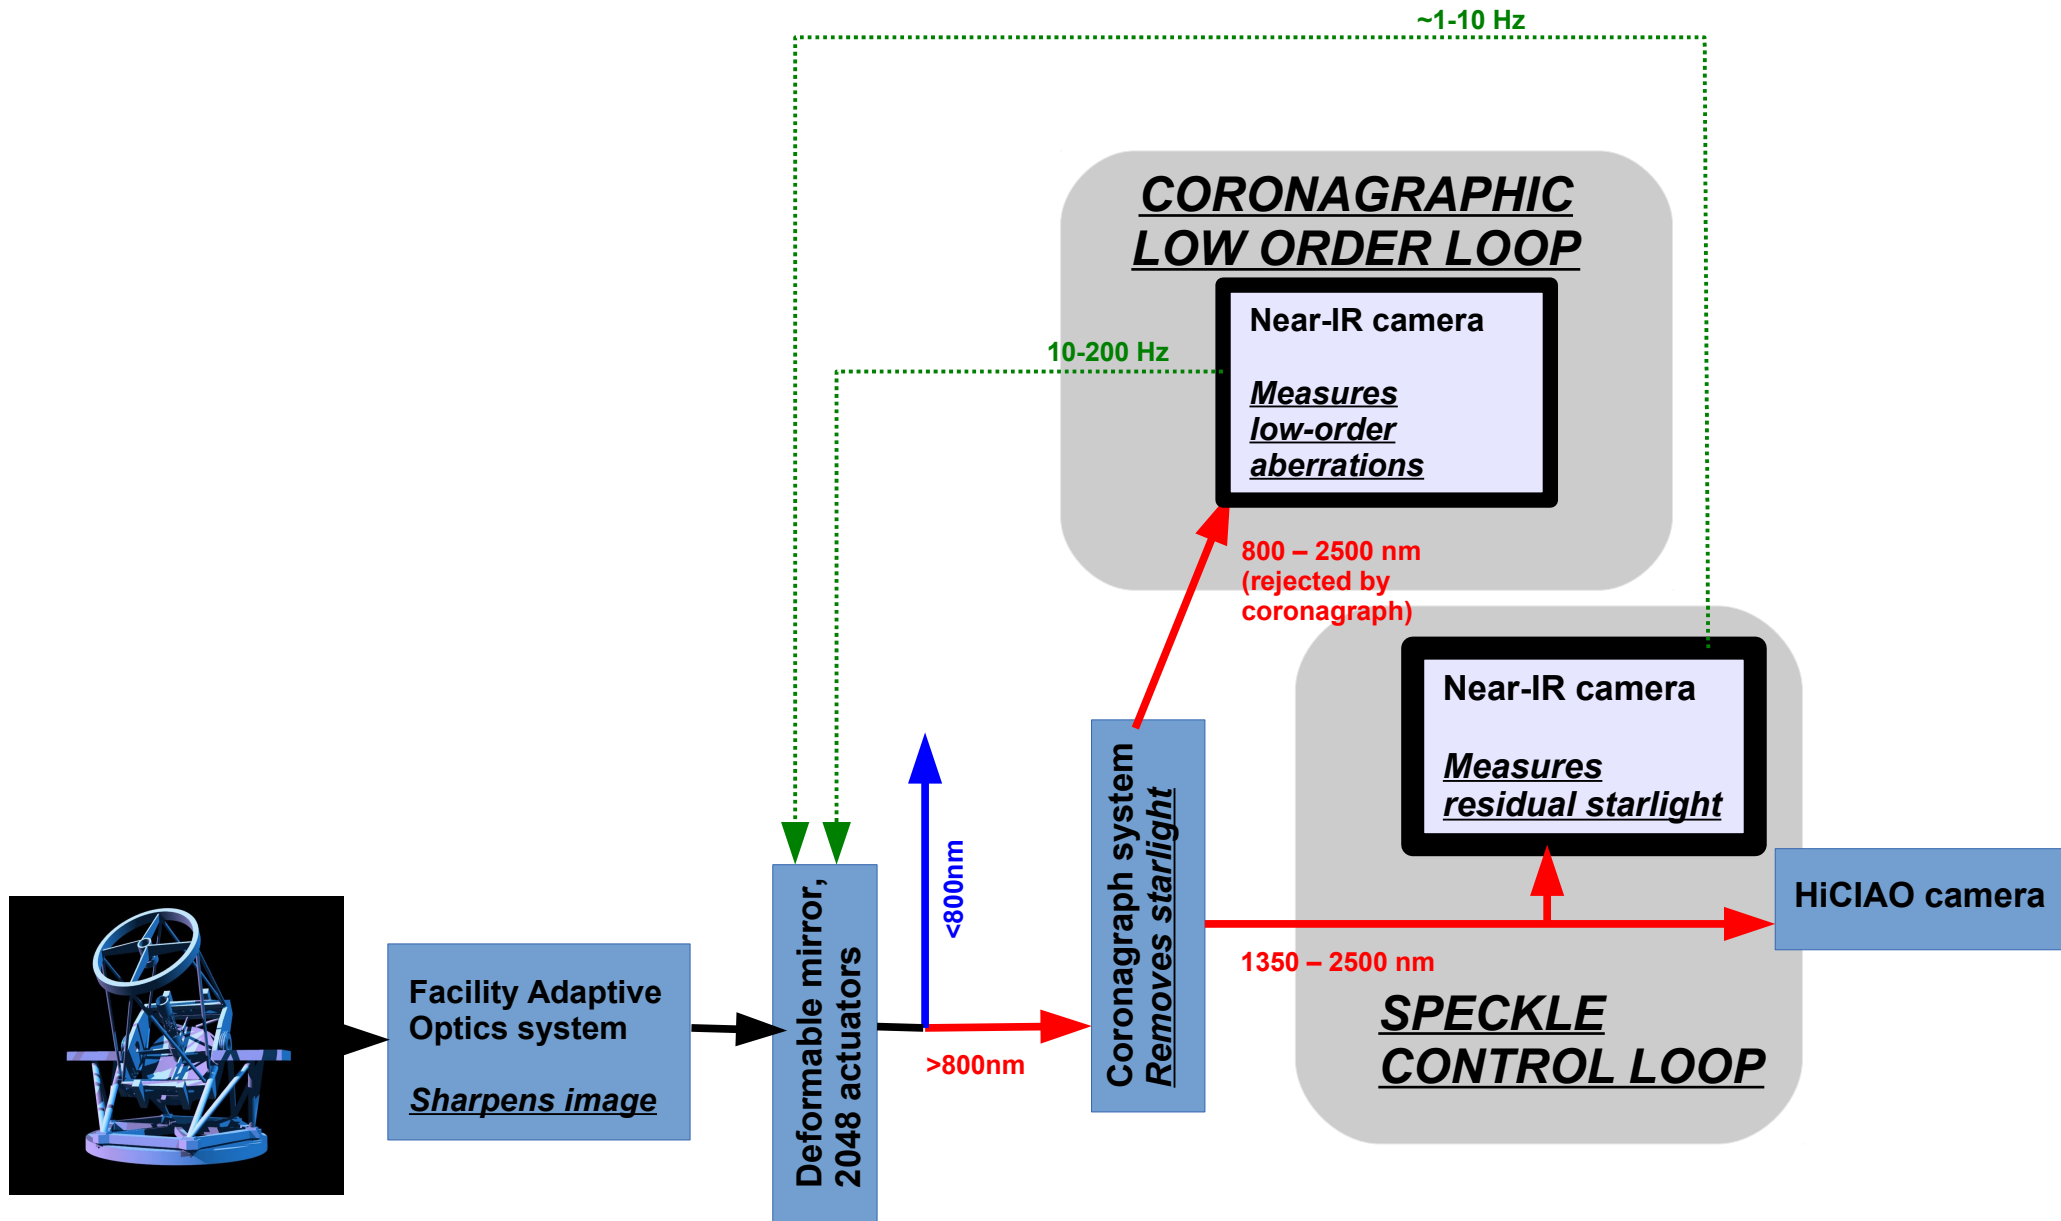 ~1-10 Hz
CORONAGRAPHIC
LOW ORDER LOOP
Near-IR camera
Measures
low-order
aberrations
10-200 Hz
800 – 2500 nm
(rejected by
coronagraph)
Near-IR camera
Measures
residual starlight
HiCIAO camera
1350 – 2500 nm
SPECKLE
CONTROL LOOP
Coronagraph system
Removes starlight
<800nm
>800nm
Deformable mirror,
2048 actuators
Facility Adaptive
Optics system
Sharpens image